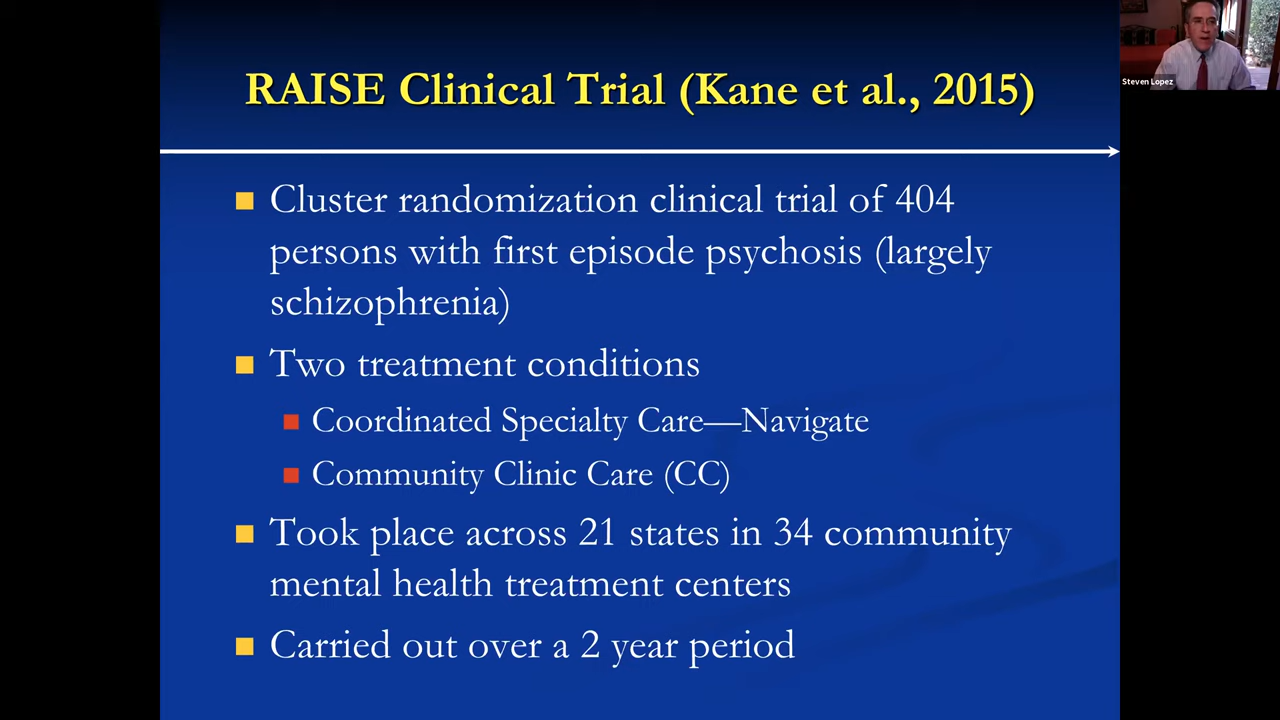 RAISE Clinical Trial (Kane et al., 2015)
Steven Lopez
Cluster randomization clinical trial of 404
persons with first episode psychosis (largely
schizophrenia)
Two treatment conditions
Coordinated Specialty Care—Navigate
Community Clinic Care (CC)
Took place across 21 states in 34 community
mental health treatment centers
Carried out over a 2 year period